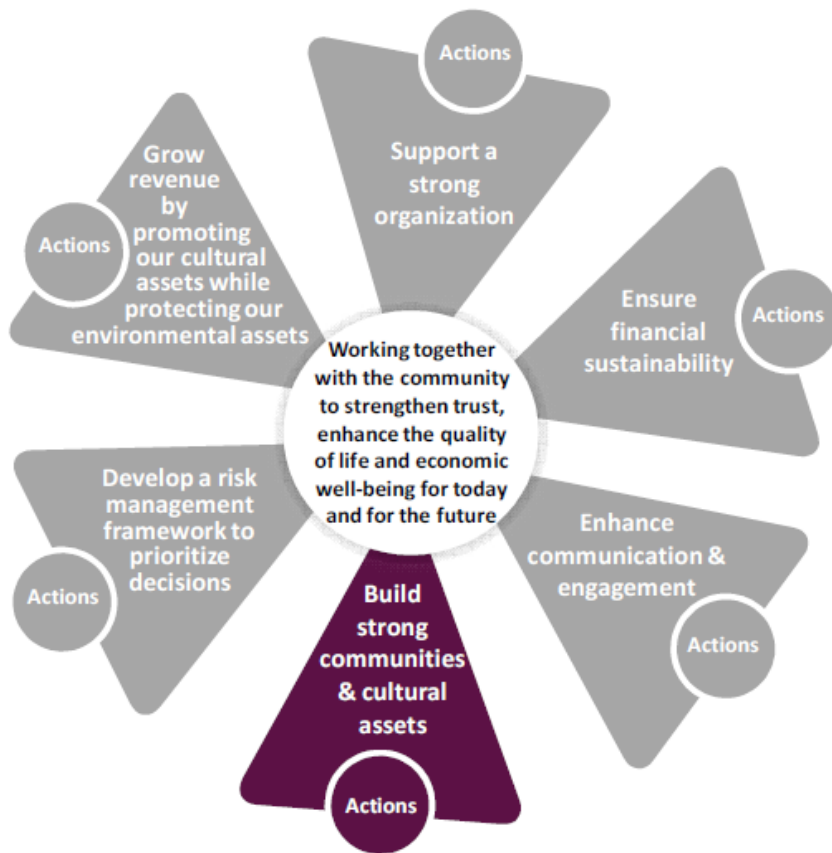 Actions
Support a
strong
organization
Actions
Ensure
financial
sustainability
Actions
Enhance
communication &
engagement
Actions
Build
strong
communities
& cultural
assets
Actions
Develop a risk
management
framework to
prioritize
decisions
Actions
Grow
revenue
by
promoting
our cultural
assets while
protecting our
environmental assets
Working together
with the community
to strengthen trust,
enhance the quality
of life and economic
well-being for today
and for the future